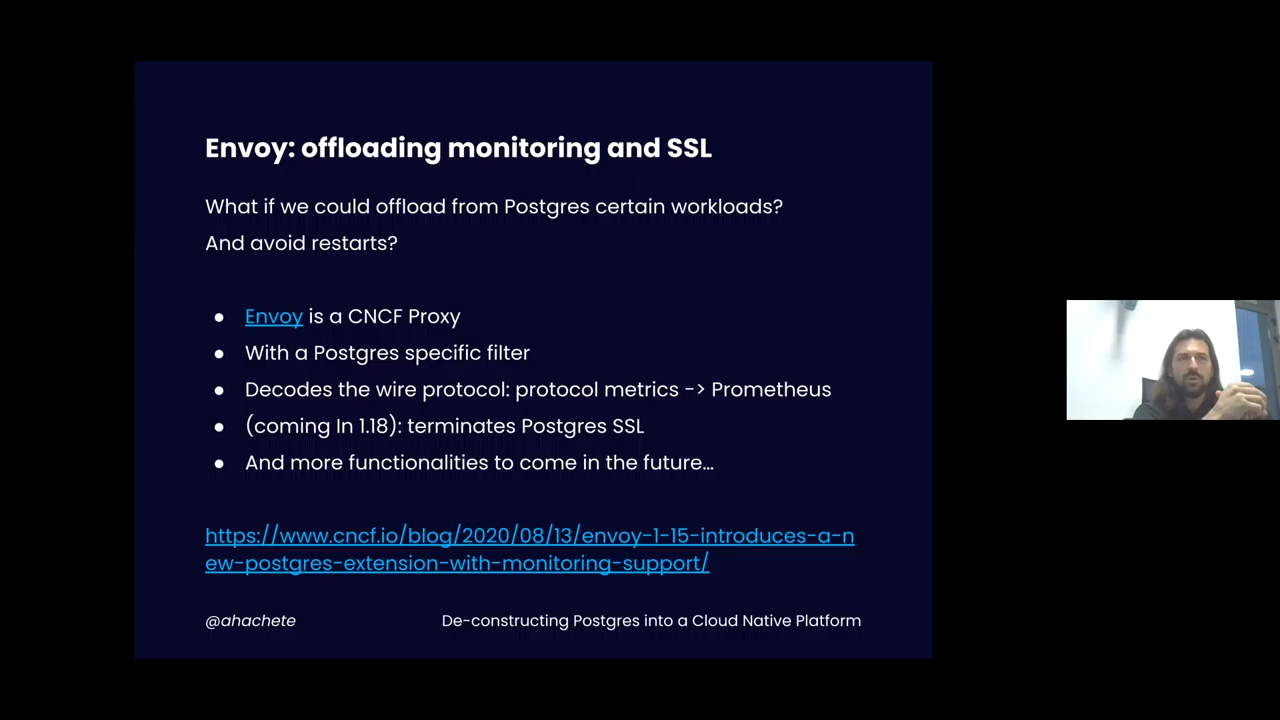 Envoy: offloading monitoring and SSL
What if we could offload from Postgres certain workloads?
And avoid restarts?
● Envoy is a CNCF Proxy
● With a Postgres specific filter
● Decodes the wire protocol: protocol metrics -> Prometheus
● (coming In 1.18): terminates Postgres SSL
● And more functionalities to come in the future...
https://www.cncf.io/blog/2020/08/13/envoy-1-15-introduces-a-n
ew-postgres-extension-with-monitoring-support/
@ahachete
De-constructing Postgres into a Cloud Native Platform